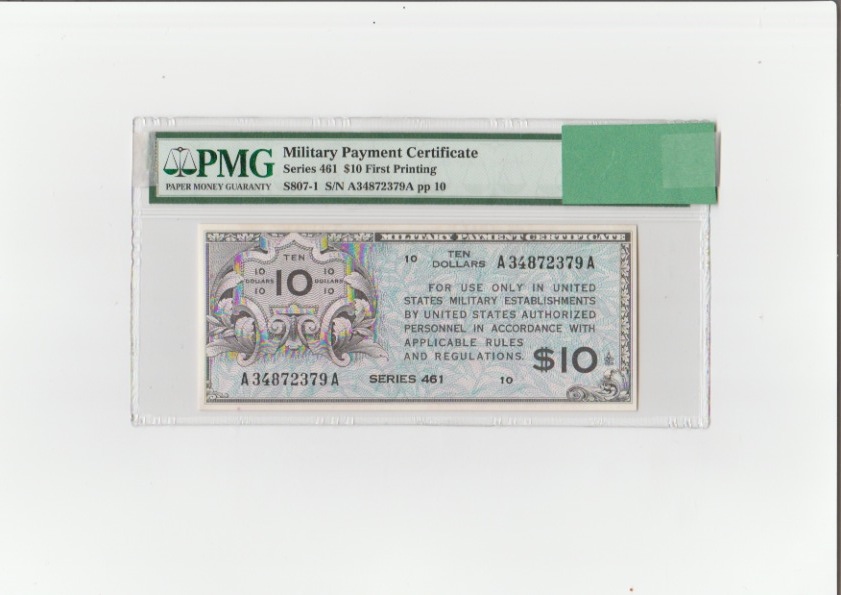 PMG
PAPER MONEY GUARANTY
Military Payment Certificate
Series 461 $10 First Printing
S807-1 S/N A34872379A pp 10
MILITARY PAYMENT CERTIFICATE
TEN
10 10
DOLLARS 10 DOLLARS
10 10
10 TEN DOLLARS A34872379A
FOR USE ONLY IN UNITED
STATES MILITARY ESTABLISHMENTS
BY UNITED STATES AUTHORIZED
PERSONNEL IN ACCORDANCE WITH
APPLICABLE RULES
AND REGULATIONS. $10
A34872379A SERIES 461 10